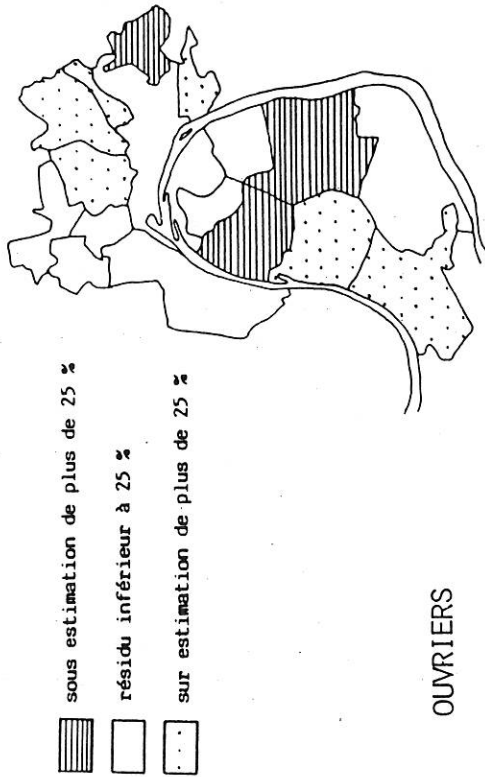 sous estimation de plus de 25 %
résidu inférieur à 25 %
sur estimation de plus de 25 %
OUVRIERS